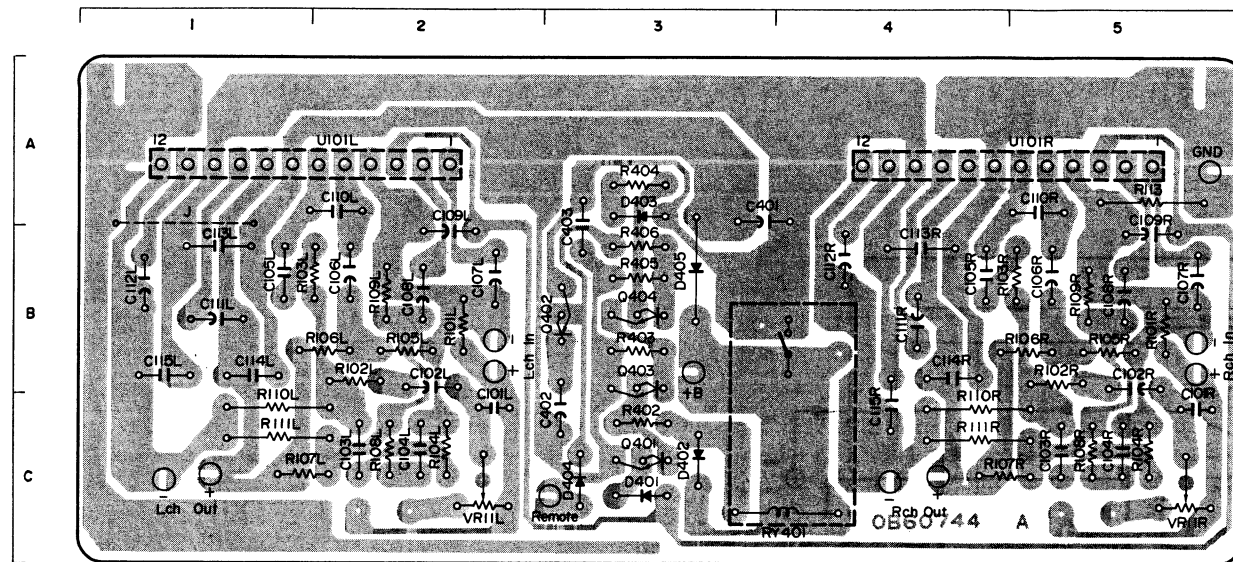 1 2 3 4 5
A
B
C
12 U101L 1
12 U101R 1
GND
R404
D403
C403
R406
R405
D405
Q404
Q402
R403
Q403
+B
C402
R402
Q401
D402
D404
D401
Remote
C401
RY401
J
C110L
C109L
C113L
C112L
C105L
R103L
C106L
R109L
C108L
C107L
C111L
R101L
R106L
R105L
- Lch In
+
C115L
C114L
R102L
C102L
C101L
R110L
R111L
C103L
R108L
C104L
R104L
R107L
- +
Lch Out
VR11L
C110R
R113
C109R
C113R
C112R
C105R
R103R
C106R
R109R
C108R
C107R
C111R
R101R
R106R
R105R
- Rch In
+
C114R
R102R
C102R
C101R
C115R
R110R
R111R
C103R
R108R
C104R
R104R
R107R
- +
Rch Out
VR11R
0B60744 A